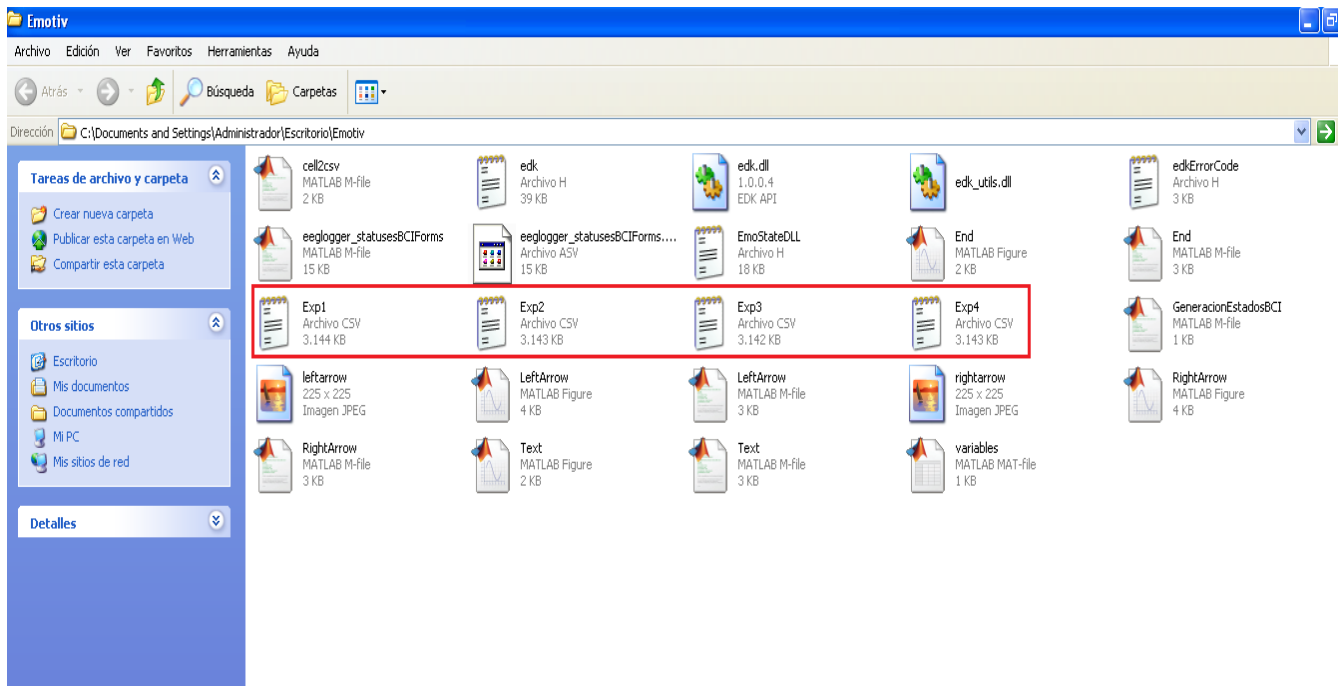 Emotiv
Archivo Edición Ver Favoritos Herramientas Ayuda
Atrás Búsqueda Carpetas
Dirección C:\Documents and Settings\Administrador\Escritorio\Emotiv
Tareas de archivo y carpeta
Crear nueva carpeta
Publicar esta carpeta en Web
Compartir esta carpeta
Otros sitios
Escritorio
Mis documentos
Documentos compartidos
Mi PC
Mis sitios de red
Detalles
cell2csv
MATLAB M-file
2 KB
edk
Archivo H
39 KB
edk.dll
1.0.0.4
EDK API
edk_utils.dll
edkErrorCode
Archivo H
3 KB
eeglogger_statusesBCIForms
MATLAB M-file
15 KB
eeglogger_statusesBCIForms....
Archivo ASV
15 KB
EmoStateDLL
Archivo H
18 KB
End
MATLAB Figure
2 KB
End
MATLAB M-file
3 KB
Exp1
Archivo CSV
3.144 KB
Exp2
Archivo CSV
3.143 KB
Exp3
Archivo CSV
3.142 KB
Exp4
Archivo CSV
3.143 KB
GeneracionEstadosBCI
MATLAB M-file
1 KB
leftarrow
225 x 225
Imagen JPEG
LeftArrow
MATLAB Figure
4 KB
LeftArrow
MATLAB M-file
3 KB
rightarrow
225 x 225
Imagen JPEG
RightArrow
MATLAB Figure
4 KB
RightArrow
MATLAB M-file
3 KB
Text
MATLAB Figure
2 KB
Text
MATLAB M-file
3 KB
variables
MATLAB MAT-file
1 KB